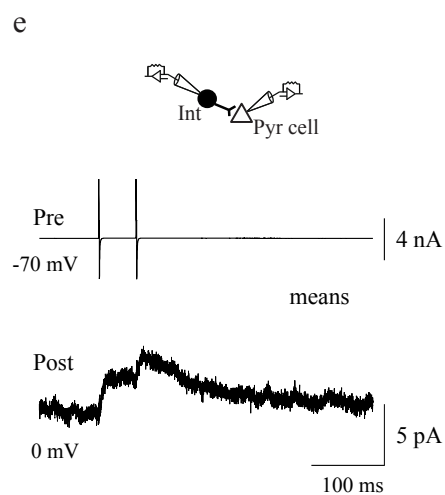 e
Int
Pyr cell
Pre
4 nA
-70 mV
means
Post
0 mV
5 pA
100 ms